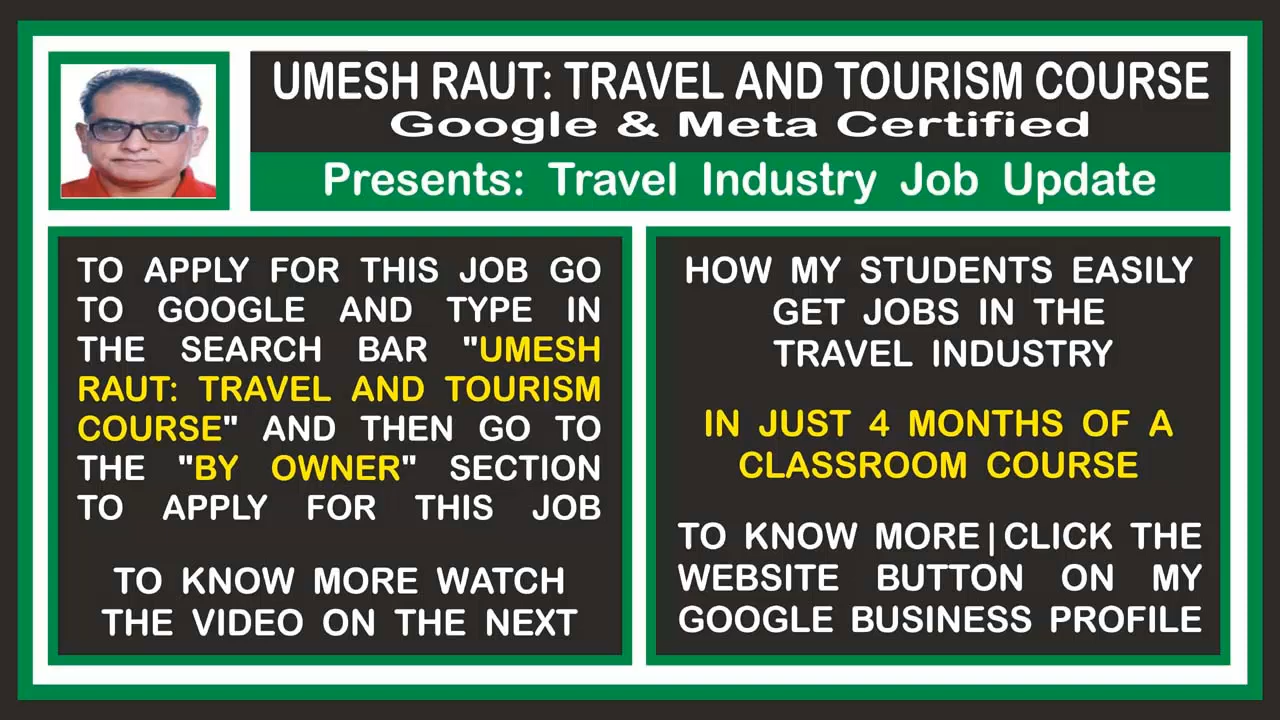 UMESH RAUT: TRAVEL AND TOURISM COURSE
Google & Meta Certified
Presents: Travel Industry Job Update
TO APPLY FOR THIS JOB GO
TO GOOGLE AND TYPE IN
THE SEARCH BAR "UMESH
RAUT: TRAVEL AND TOURISM
COURSE" AND THEN GO TO
THE "BY OWNER" SECTION
TO APPLY FOR THIS JOB
TO KNOW MORE WATCH
THE VIDEO ON THE NEXT
HOW MY STUDENTS EASILY
GET JOBS IN THE
TRAVEL INDUSTRY
IN JUST 4 MONTHS OF A
CLASSROOM COURSE
TO KNOW MORE|CLICK THE
WEBSITE BUTTON ON MY
GOOGLE BUSINESS PROFILE